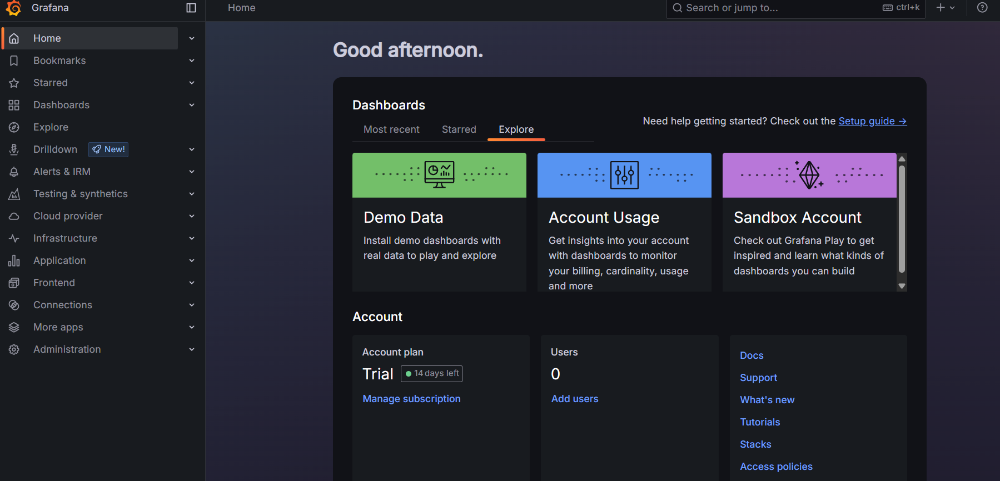 Grafana
Home
Search or jump to...
ctrl+k
Home
Bookmarks
Starred
Dashboards
Explore
Drilldown New!
Alerts & IRM
Testing & synthetics
Cloud provider
Infrastructure
Application
Frontend
Connections
More apps
Administration
Good afternoon.
Dashboards
Need help getting started? Check out the Setup guide →
Most recent
Starred
Explore
Demo Data
Install demo dashboards with
real data to play and explore
Account Usage
Get insights into your account
with dashboards to monitor
your billing, cardinality, usage
and more
Sandbox Account
Check out Grafana Play to get
inspired and learn what kinds of
dashboards you can build
Account
Account plan
Trial 14 days left
Manage subscription
Users
0
Add users
Docs
Support
What's new
Tutorials
Stacks
Access policies